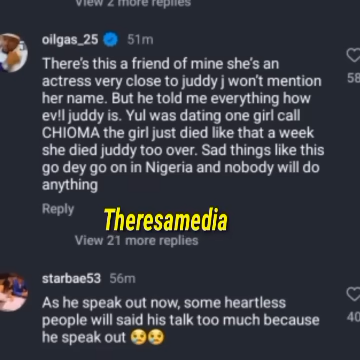 View 2 more replies
oilgas_25 51m
There's this a friend of mine she's an
actress very close to juddy j won't mention
her name. But he told me everything how
ev!l juddy is. Yul was dating one girl call
CHIOMA the girl just died like that a week
she died juddy too over. Sad things like this
go dey go on in Nigeria and nobody will do
anything
58
Reply
Theresamedia
View 21 more replies
starbae53 56m
As he speak out now, some heartless
people will said his talk too much because
he speak out 😢😢
40